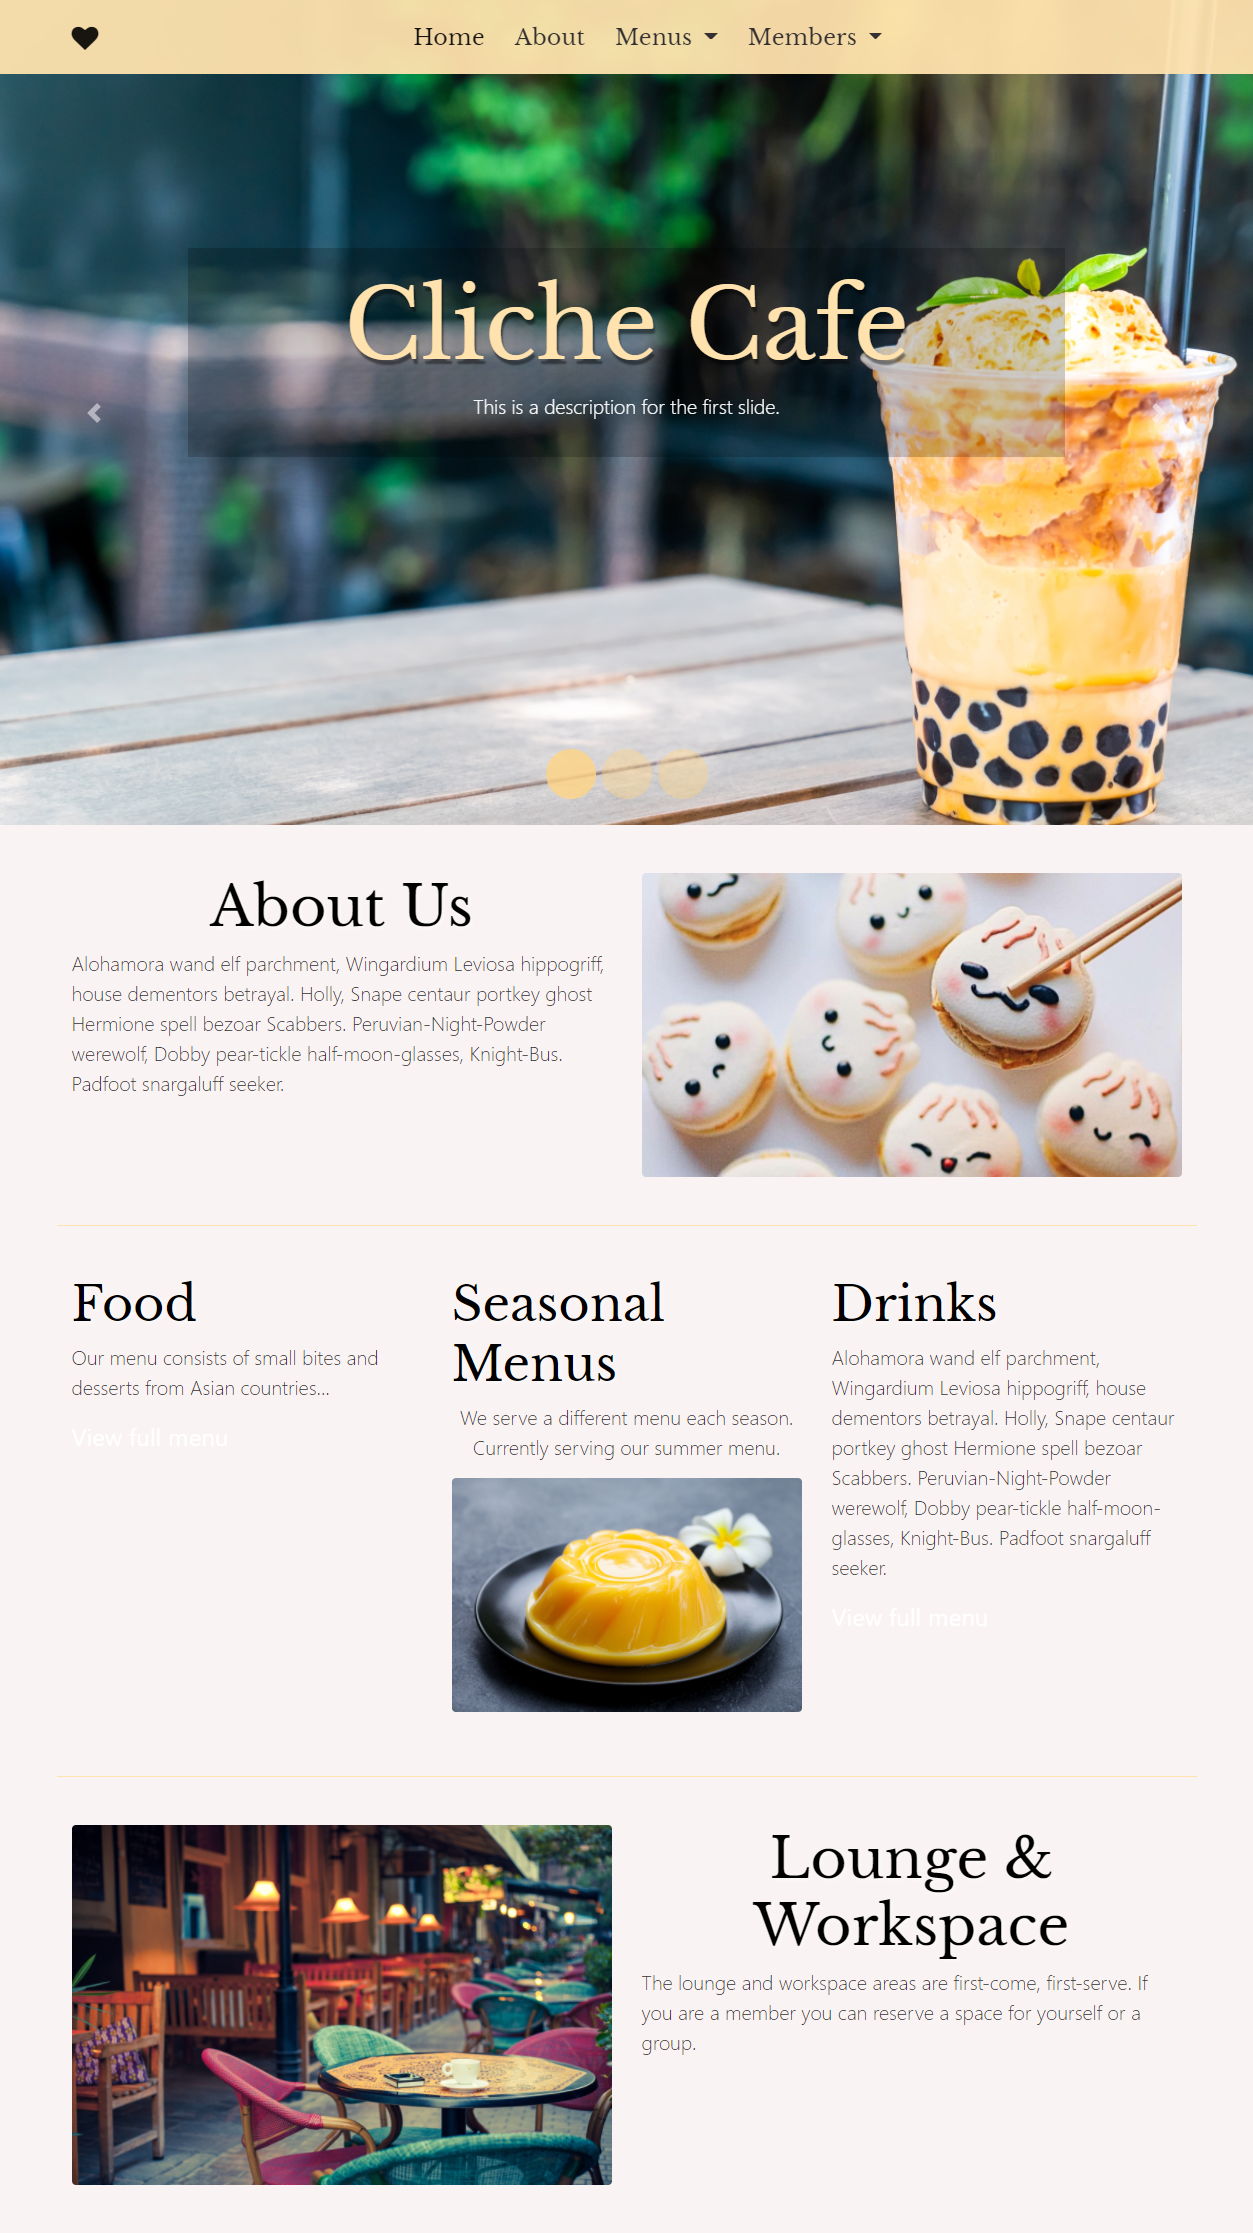 Home About Menus Members
Cliche Cafe
This is a description for the first slide.
About Us
Alohamora wand elf parchment, Wingardium Leviosa hippogriff,
house dementors betrayal. Holly, Snape centaur portkey ghost
Hermione spell bezoar Scabbers. Peruvian-Night-Powder
werewolf, Dobby pear-tickle half-moon-glasses, Knight-Bus.
Padfoot snargaluff seeker.
Food
Our menu consists of small bites and
desserts from Asian countries...
View full menu
Seasonal
Menus
We serve a different menu each season.
Currently serving our summer menu.
Drinks
Alohamora wand elf parchment,
Wingardium Leviosa hippogriff, house
dementors betrayal. Holly, Snape centaur
portkey ghost Hermione spell bezoar
Scabbers. Peruvian-Night-Powder
werewolf, Dobby pear-tickle half-moon-
glasses, Knight-Bus. Padfoot snargaluff
seeker.
View full menu
Lounge &
Workspace
The lounge and workspace areas are first-come, first-serve. If
you are a member you can reserve a space for yourself or a
group.